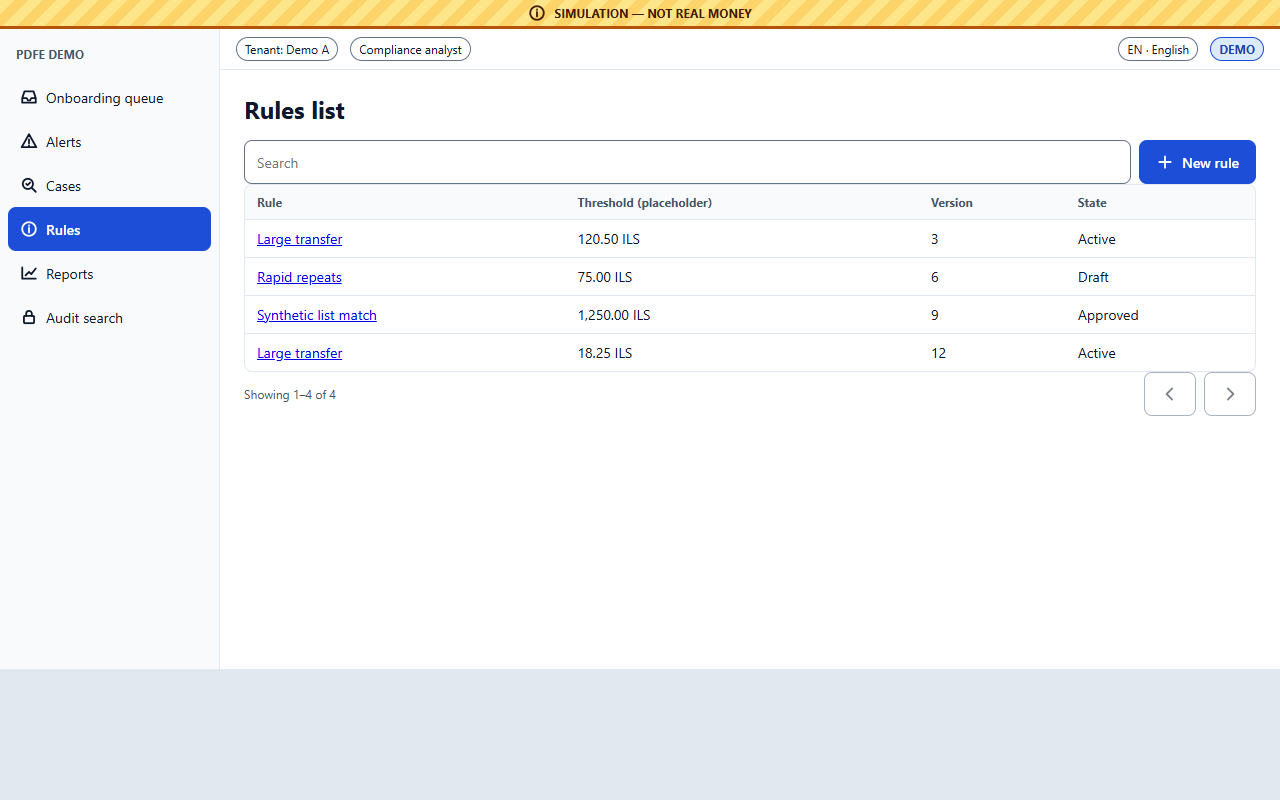 SIMULATION — NOT REAL MONEY
PDFE DEMO
Tenant: Demo A
Compliance analyst
EN · English
DEMO
Onboarding queue
Alerts
Cases
Rules
Reports
Audit search
Rules list
Search
New rule
Rule Threshold (placeholder) Version State
Large transfer 120.50 ILS 3 Active
Rapid repeats 75.00 ILS 6 Draft
Synthetic list match 1,250.00 ILS 9 Approved
Large transfer 18.25 ILS 12 Active
Showing 1–4 of 4